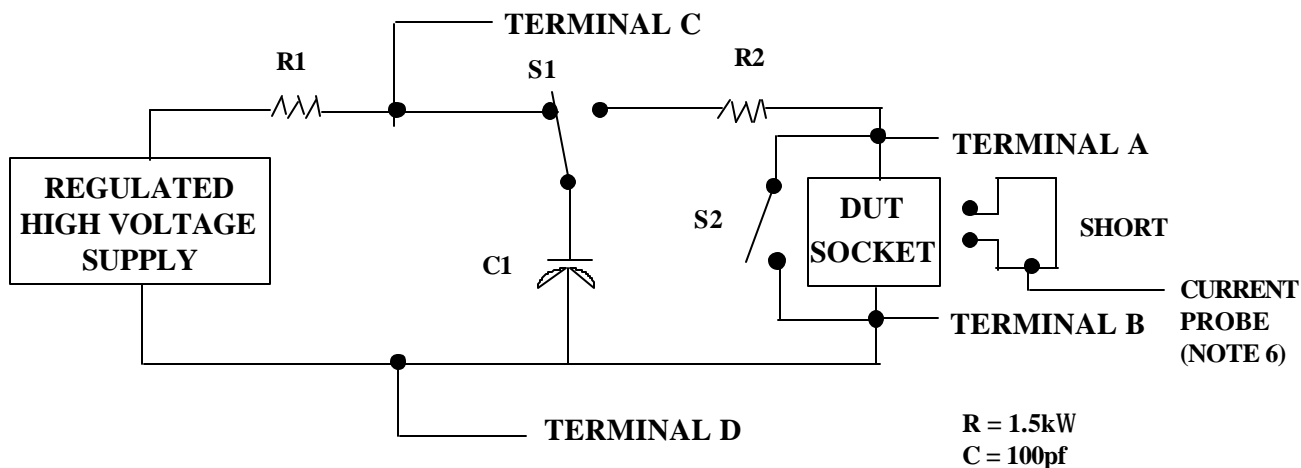 TERMINAL C
R1
S1
R2
TERMINAL A
REGULATED
HIGH VOLTAGE
SUPPLY
S2
DUT
SOCKET
SHORT
C1
CURRENT
PROBE
(NOTE 6)
TERMINAL B
TERMINAL D
R = 1.5kW
C = 100pf